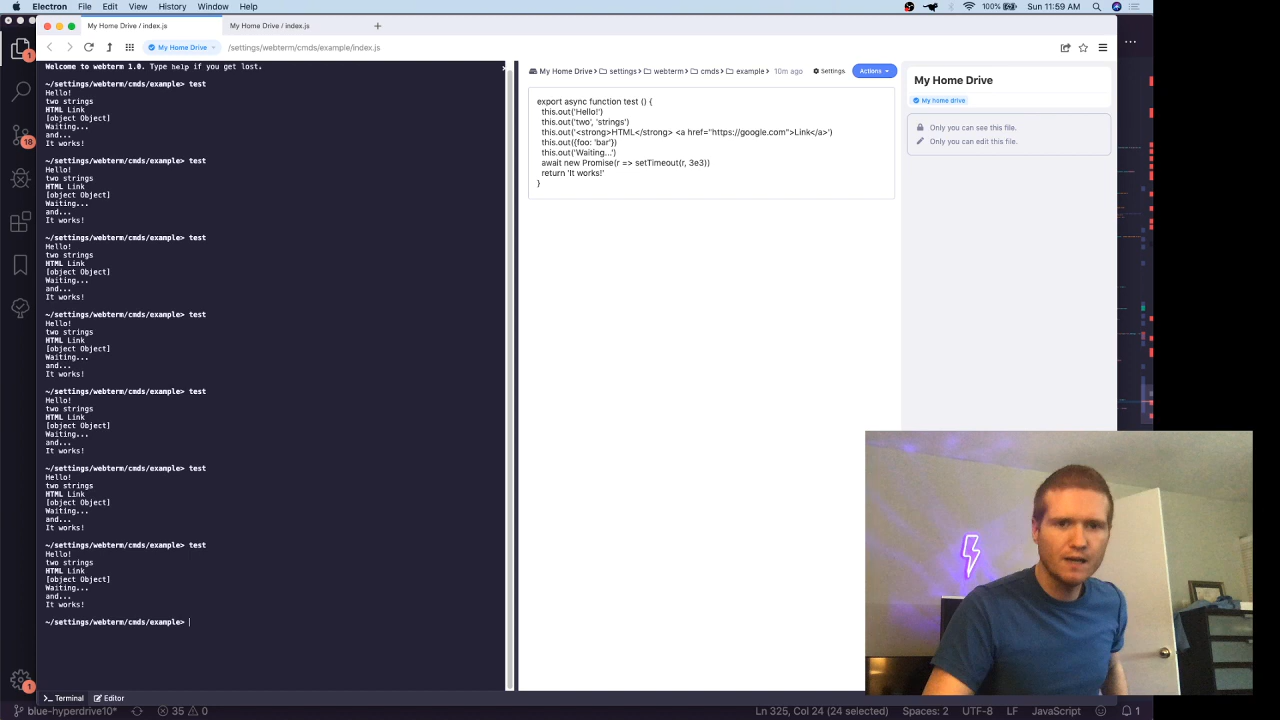 Electron File Edit View History Window Help
100% Sun 11:59 AM
My Home Drive / index.js
My Home Drive / index.js
My Home Drive
/settings/webterm/cmds/example/index.js
Welcome to webterm 1.0. Type help if you get lost.
~/settings/webterm/cmds/example> test
Hello!
two strings
HTML Link
[object Object]
Waiting...
and...
It works!
~/settings/webterm/cmds/example> test
Hello!
two strings
HTML Link
[object Object]
Waiting...
and...
It works!
~/settings/webterm/cmds/example> test
Hello!
two strings
HTML Link
[object Object]
Waiting...
and...
It works!
~/settings/webterm/cmds/example> test
Hello!
two strings
HTML Link
[object Object]
Waiting...
and...
It works!
~/settings/webterm/cmds/example> test
Hello!
two strings
HTML Link
[object Object]
Waiting...
and...
It works!
~/settings/webterm/cmds/example> test
Hello!
two strings
HTML Link
[object Object]
Waiting...
and...
It works!
~/settings/webterm/cmds/example> test
Hello!
two strings
HTML Link
[object Object]
Waiting...
and...
It works!
~/settings/webterm/cmds/example>
My Home Drive > settings > webterm > cmds > example > 10m ago Settings Actions
export async function test () {
this.out('Hello!')
this.out('two', 'strings')
this.out('<strong>HTML</strong> <a href="https://google.com">Link</a>')
this.out({foo: 'bar'})
this.out('Waiting...')
await new Promise(r => setTimeout(r, 3e3))
return 'It works!'
}
My Home Drive
My home drive
Only you can see this file.
Only you can edit this file.
1
18
1
Terminal Editor
blue-hyperdrive10* 35 0 Ln 325, Col 24 (24 selected) Spaces: 2 UTF-8 LF JavaScript 1